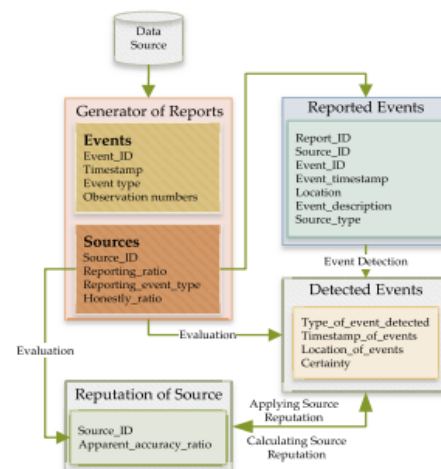 Data
Source
Generator of Reports
Events
Event_ID
Timestamp
Event type
Observation numbers
Sources
Source_ID
Reporting_ratio
Reporting_event_type
Honestly_ratio
Reported Events
Report_ID
Source_ID
Event_ID
Event_timestamp
Location
Event_description
Source_type
Event Detection
Detected Events
Type_of_event_detected
Timestamp_of_events
Location_of_events
Certainty
Evaluation
Evaluation
Reputation of Source
Source_ID
Apparent_accuracy_ratio
Applying Source
Reputation
Calculating Source
Reputation